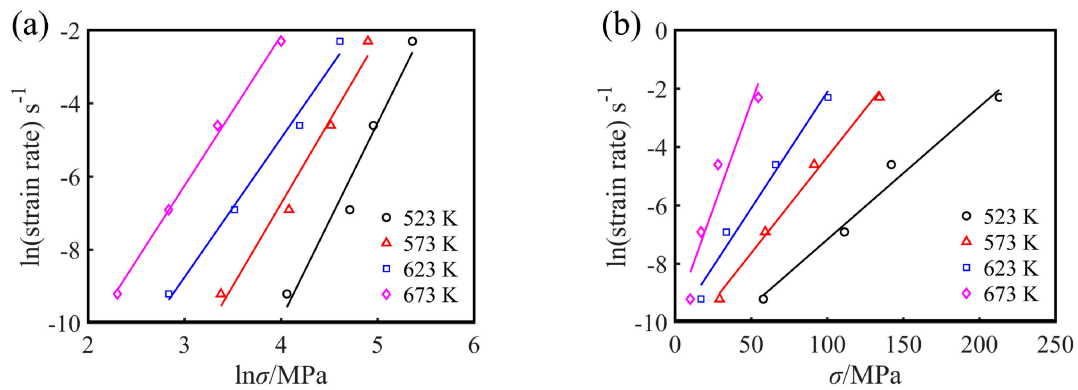 (a)
-2
-4
-6
-8
-10
ln(strain rate) s⁻¹
523 K
573 K
623 K
673 K
2 3 4 5 6
lnσ/MPa
(b)
0
-2
-4
-6
-8
-10
ln(strain rate) s⁻¹
523 K
573 K
623 K
673 K
0 50 100 150 200 250
σ/MPa